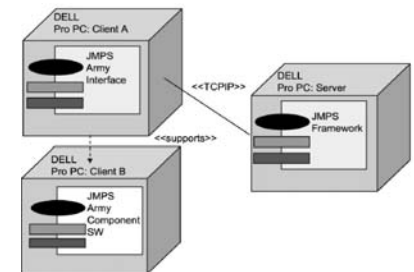 DELL
Pro PC: Client A
JMPS
Army
Interface
<<TCPIP>>
DELL
Pro PC: Server
JMPS
Framework
<<supports>>
DELL
Pro PC: Client B
JMPS
Army
Component
SW